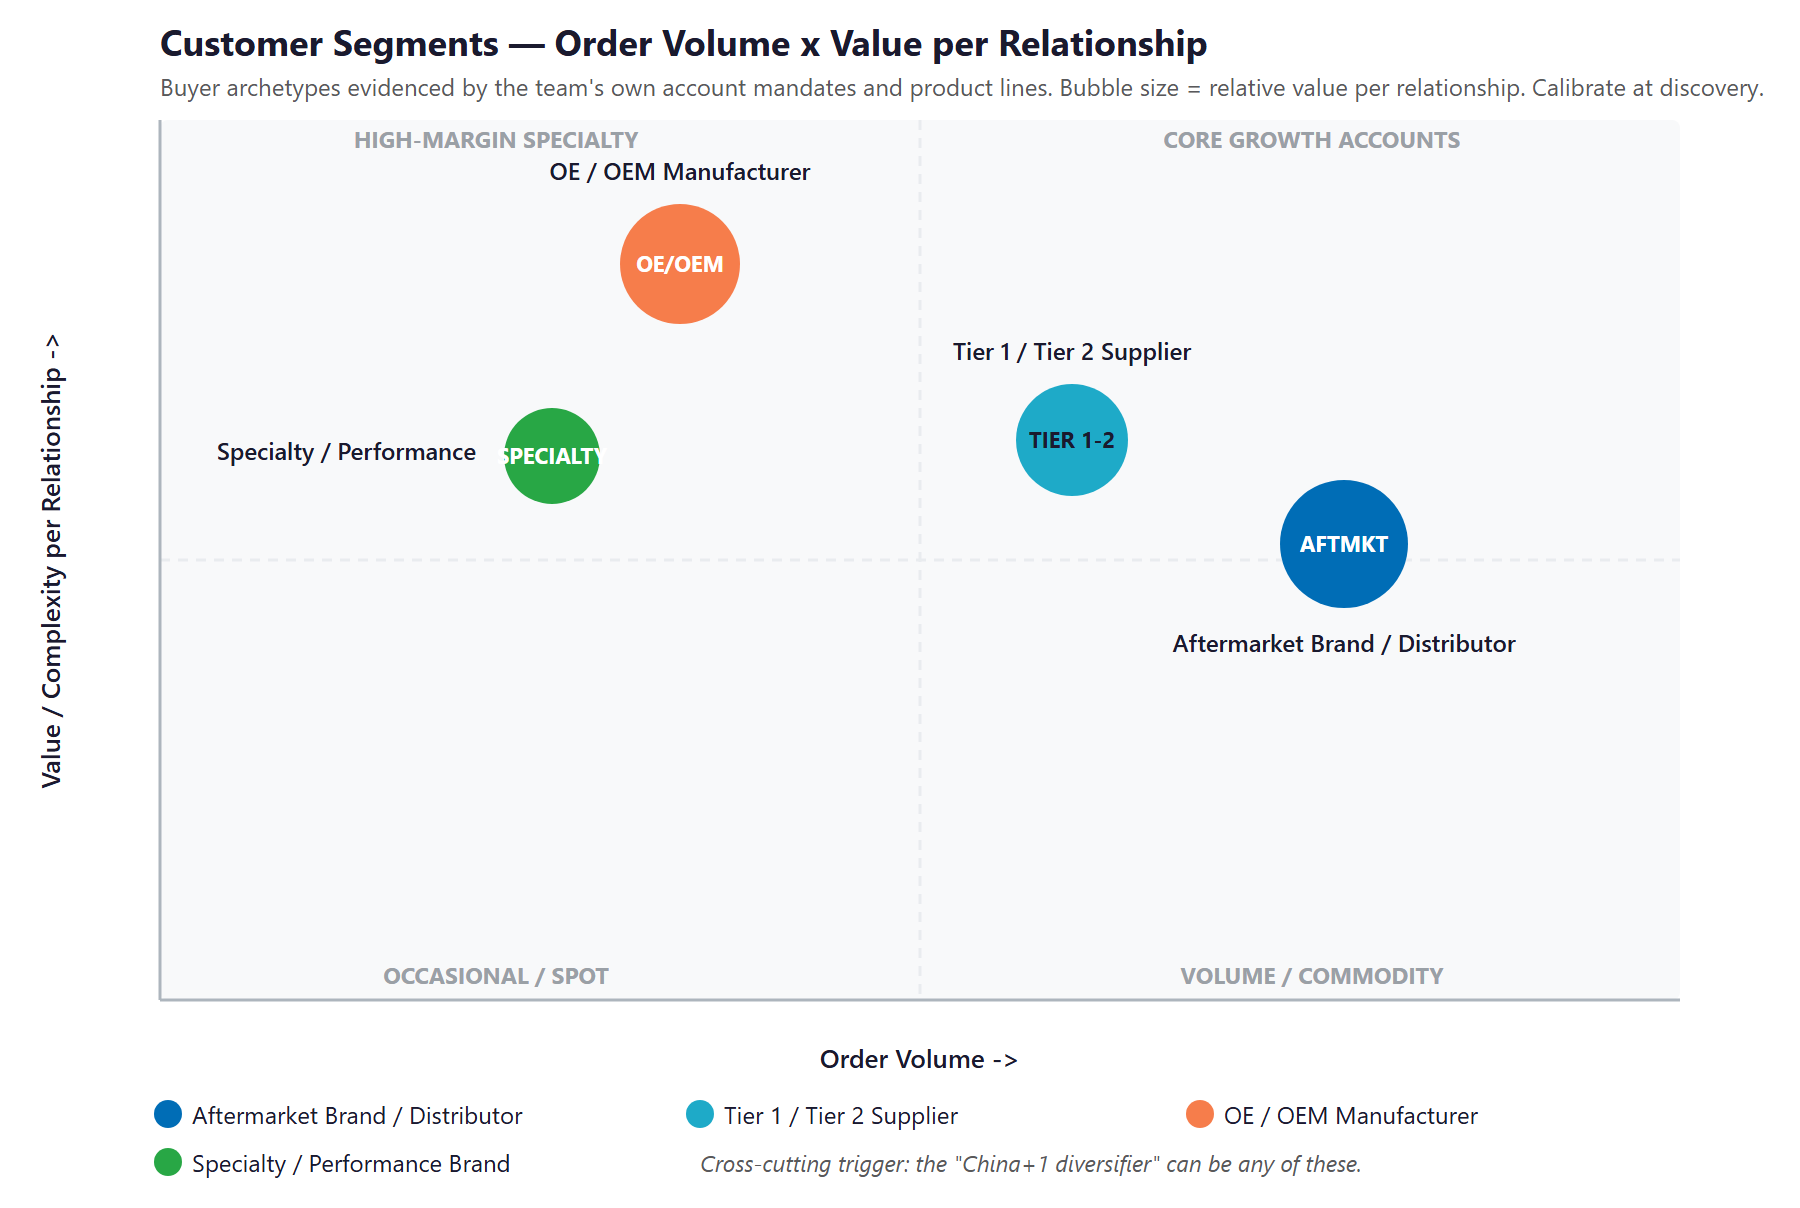 Customer Segments — Order Volume x Value per Relationship
Buyer archetypes evidenced by the team's own account mandates and product lines. Bubble size = relative value per relationship. Calibrate at discovery.
HIGH-MARGIN SPECIALTY
CORE GROWTH ACCOUNTS
OE / OEM Manufacturer
OE/OEM
Tier 1 / Tier 2 Supplier
TIER 1-2
Specialty / Performance
SPECIALTY
AFTMKT
Aftermarket Brand / Distributor
Value / Complexity per Relationship ->
OCCASIONAL / SPOT
VOLUME / COMMODITY
Order Volume ->
Aftermarket Brand / Distributor
Tier 1 / Tier 2 Supplier
OE / OEM Manufacturer
Specialty / Performance Brand
Cross-cutting trigger: the "China+1 diversifier" can be any of these.